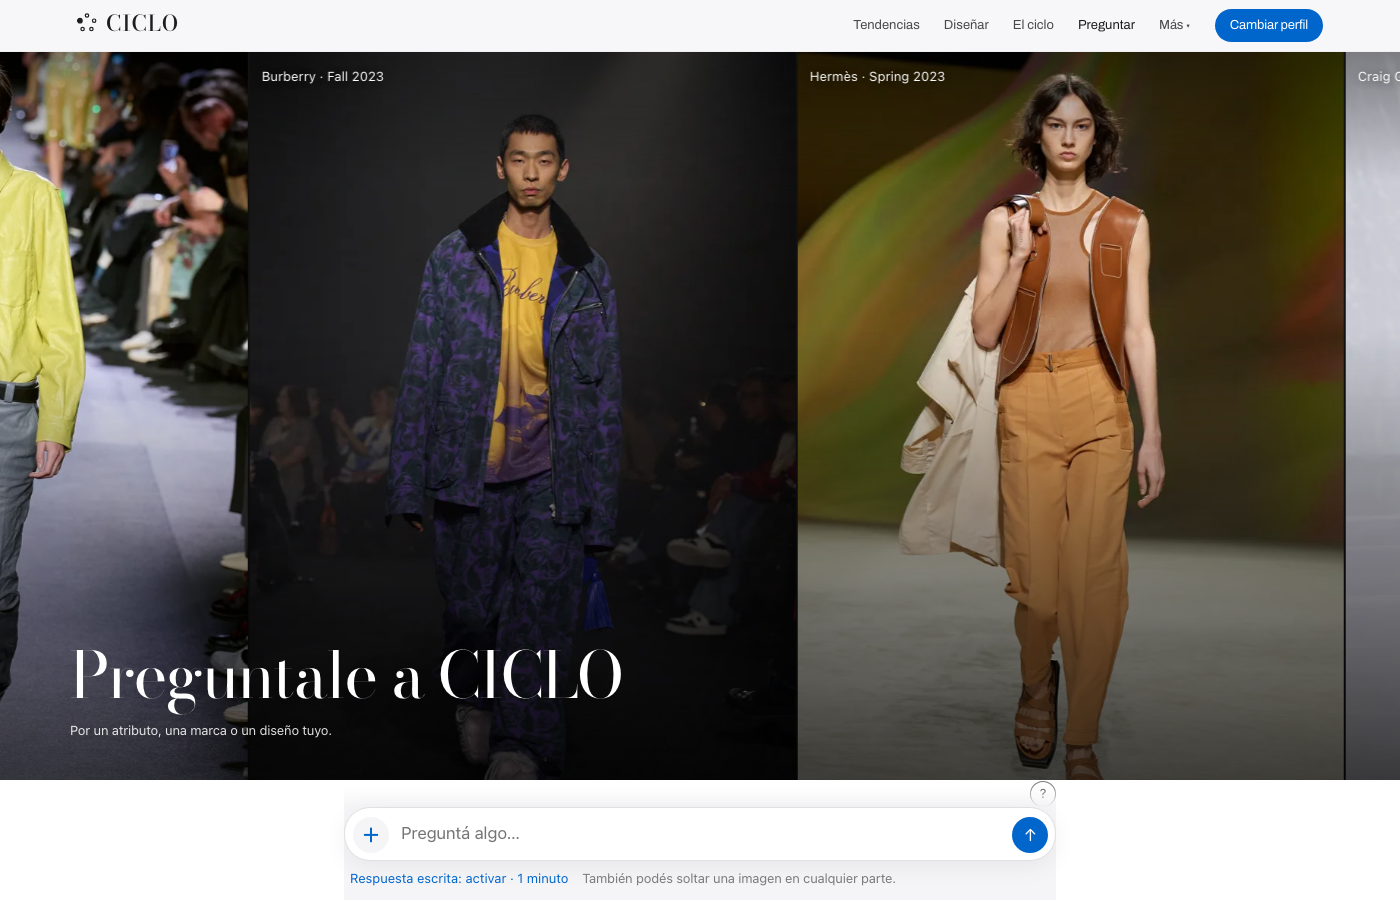 CICLO
Tendencias
Diseñar
El ciclo
Preguntar
Más
Cambiar perfil
Burberry · Fall 2023
Hermès · Spring 2023
Craig
Preguntale a CICLO
Por un atributo, una marca o un diseño tuyo.
?
Preguntá algo...
Respuesta escrita: activar · 1 minuto
También podés soltar una imagen en cualquier parte.